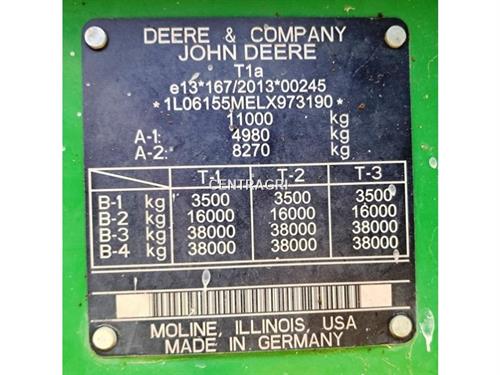 DEERE & COMPANY
JOHN DEERE
T1a
e13*167/2013*00245
*1L06155MELX973190*
11000 kg
A-1: 4980 kg
A-2: 8270 kg
T-1 T-2 T-3
CENTRAGRI
B-1 kg 3500 3500 3500
B-2 kg 16000 16000 16000
B-3 kg 38000 38000 38000
B-4 kg 38000 38000 38000
MOLINE, ILLINOIS, USA
MADE IN GERMANY